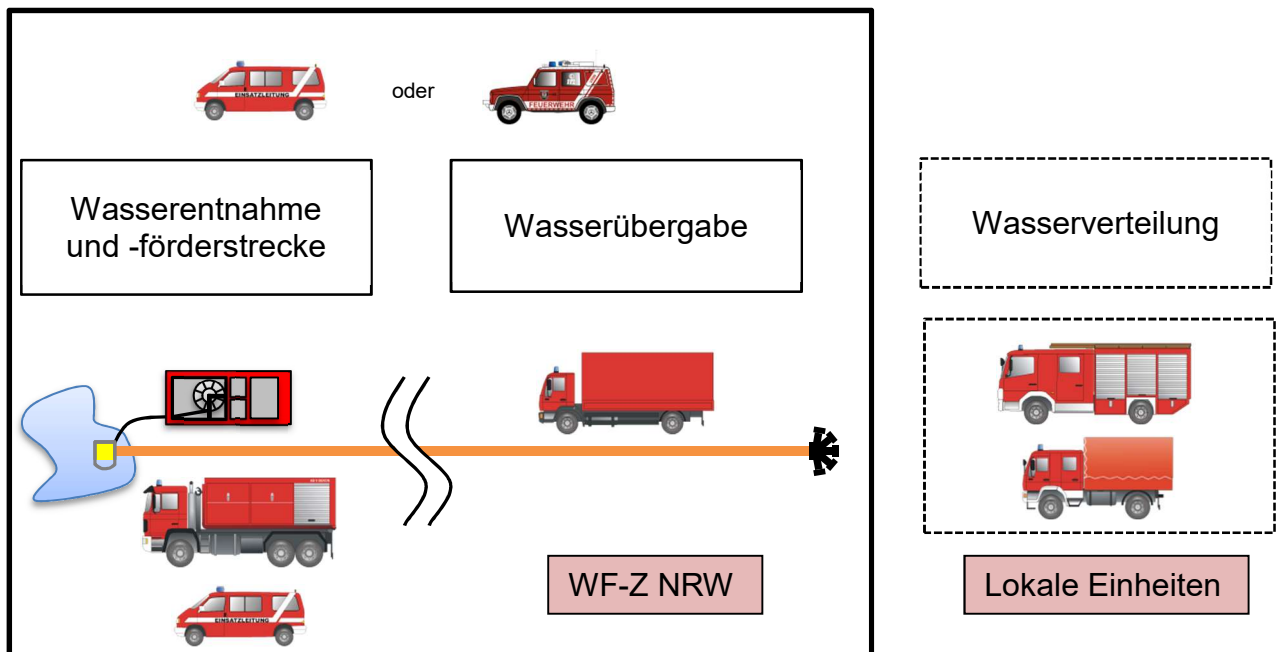 EINSATZLEITUNG
oder
FEUERWEHR
Wasserentnahme
und -förderstrecke
Wasserübergabe
Wasserverteilung
EINSATZLEITUNG
WF-Z NRW
Lokale Einheiten